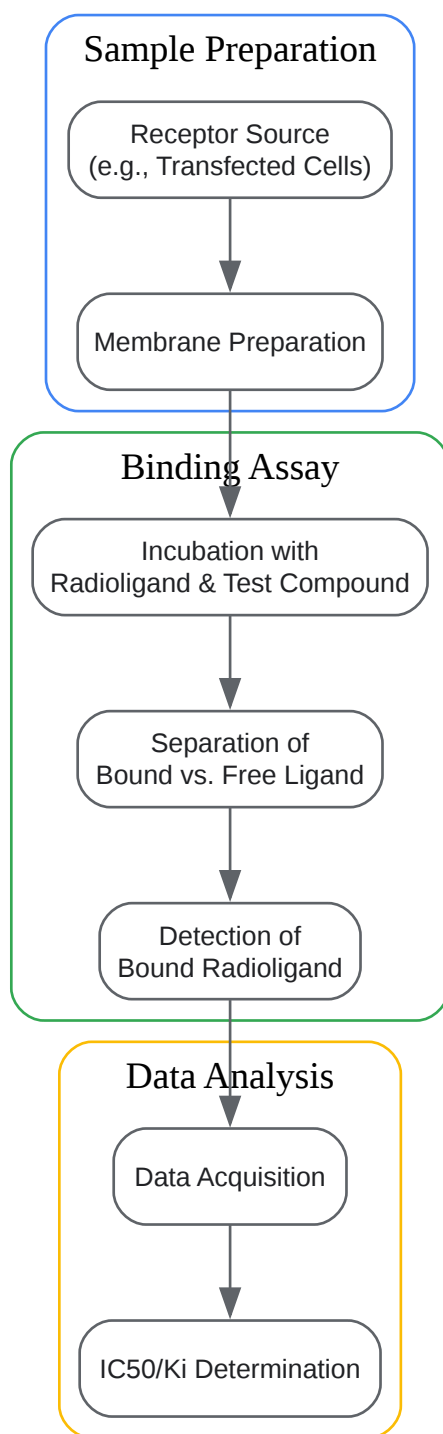 Sample Preparation
Receptor Source
(e.g., Transfected Cells)
Membrane Preparation
Binding Assay
Incubation with
Radioligand & Test Compound
Separation of
Bound vs. Free Ligand
Detection of
Bound Radioligand
Data Analysis
Data Acquisition
IC50/Ki Determination